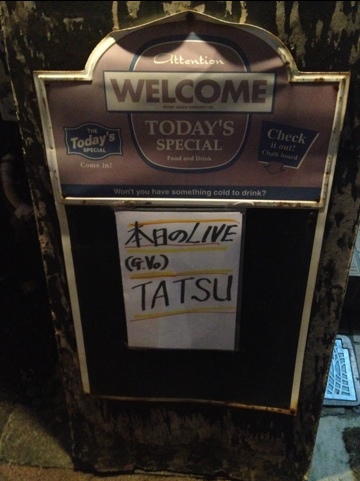 Attention
WELCOME
TODAY'S
SPECIAL
Food and Drink
THE
Today's
SPECIAL
Come in!
Check
it out!
Chalk board
Won't you have something cold to drink?
本日のLIVE
(G.Vo)
TATSU